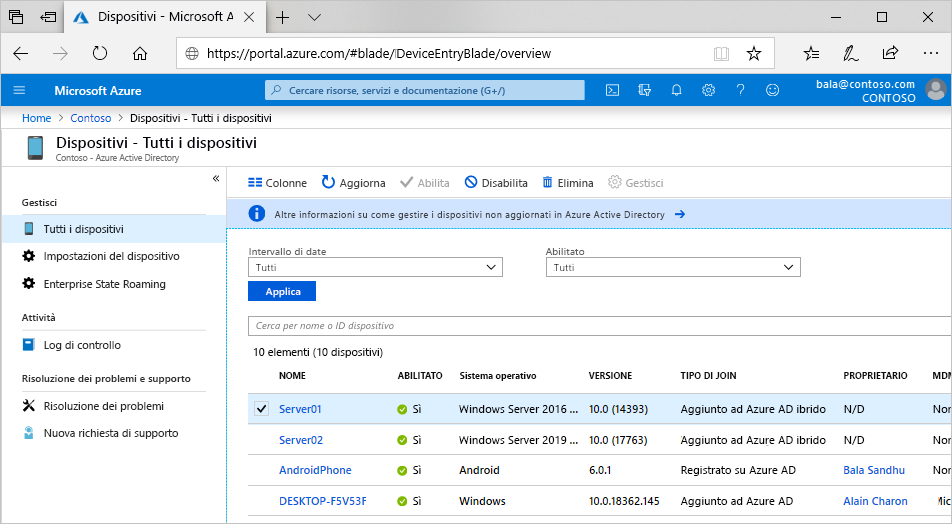 Dispositivi - Microsoft A
https://portal.azure.com/#blade/DeviceEntryBlade/overview
Microsoft Azure
Cercare risorse, servizi e documentazione (G+/)
bala@contoso.com
CONTOSO
Home > Contoso > Dispositivi - Tutti i dispositivi
Dispositivi - Tutti i dispositivi
Contoso - Azure Active Directory
Gestisci
Tutti i dispositivi
Impostazioni del dispositivo
Enterprise State Roaming
Attività
Log di controllo
Risoluzione dei problemi e supporto
Risoluzione dei problemi
Nuova richiesta di supporto
Colonne Aggiorna Abilita Disabilita Elimina Gestisci
Altre informazioni su come gestire i dispositivi non aggiornati in Azure Active Directory
Intervallo di date Abilitato
Tutti Tutti
Applica
Cerca per nome o ID dispositivo
10 elementi (10 dispositivi)
NOME ABILITATO Sistema operativo VERSIONE TIPO DI JOIN PROPRIETARIO MDM
Server01 Sì Windows Server 2016 ... 10.0 (14393) Aggiunto ad Azure AD ibrido N/D Nor
Server02 Sì Windows Server 2019 ... 10.0 (17763) Aggiunto ad Azure AD ibrido N/D Nor
AndroidPhone Sì Android 6.0.1 Registrato su Azure AD Bala Sandhu Nor
DESKTOP-F5V53F Sì Windows 10.0.18362.145 Aggiunto ad Azure AD Alain Charon Mic